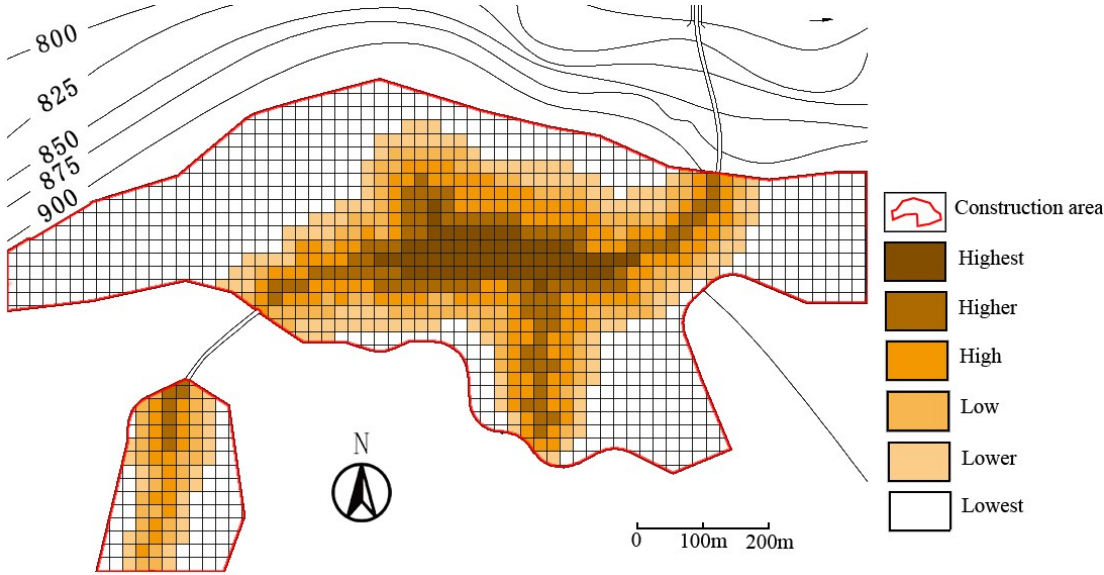 800
825
850
875
900
N
0 100m 200m
Construction area
Highest
Higher
High
Low
Lower
Lowest